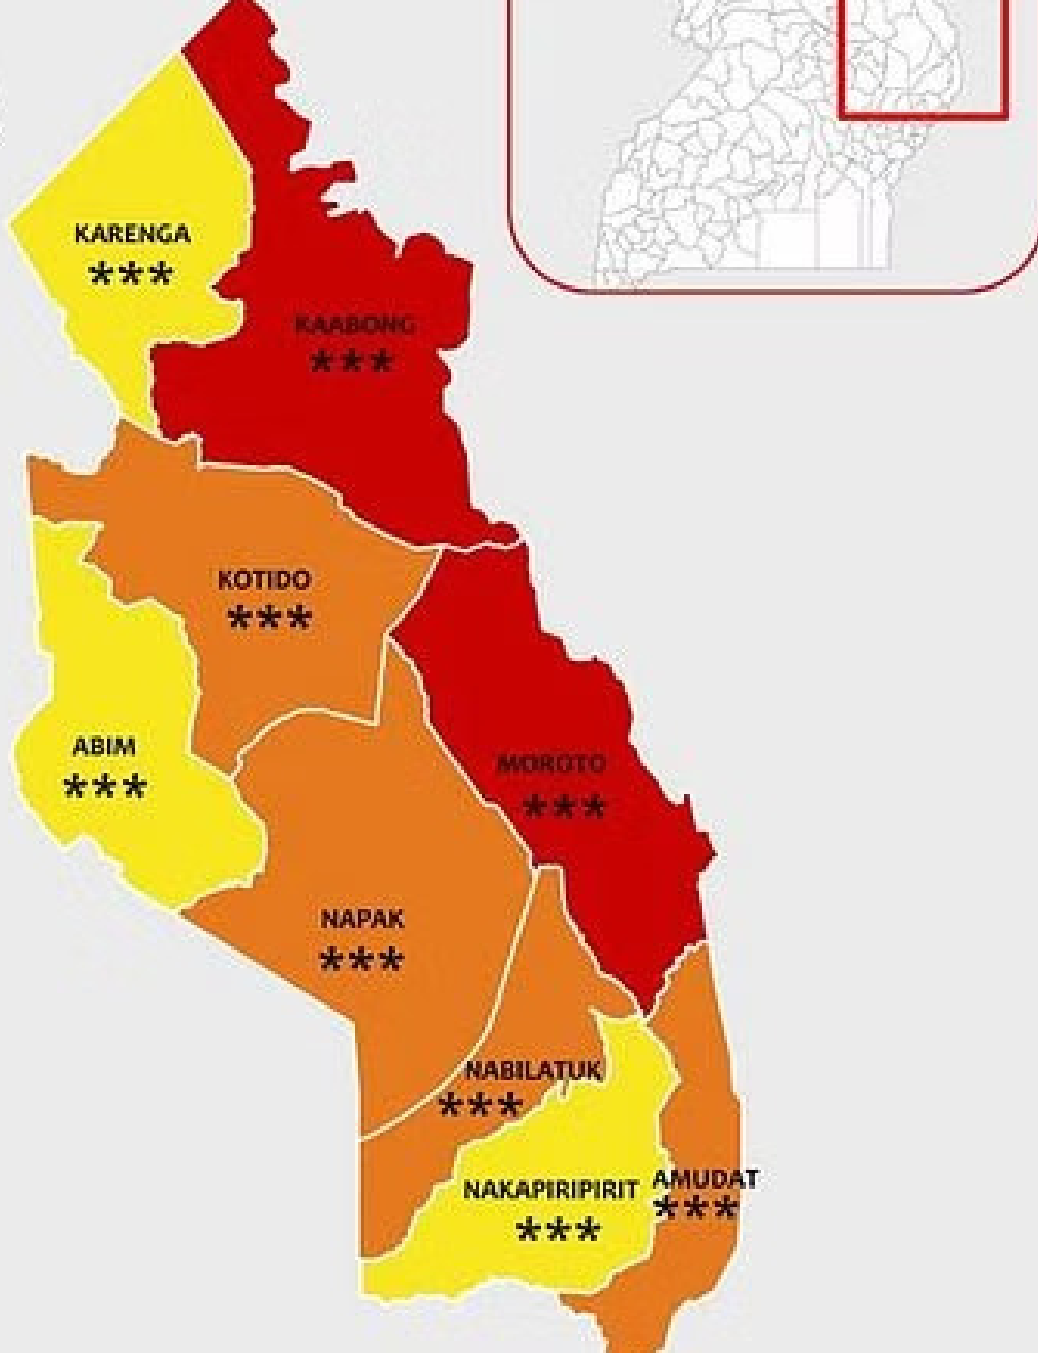 KARENGA
***
KAABONG
***
KOTIDO
***
ABIM
***
MOROTO
***
NAPAK
***
NABILATUK
***
NAKAPIRIPIRIT
***
AMUDAT
***